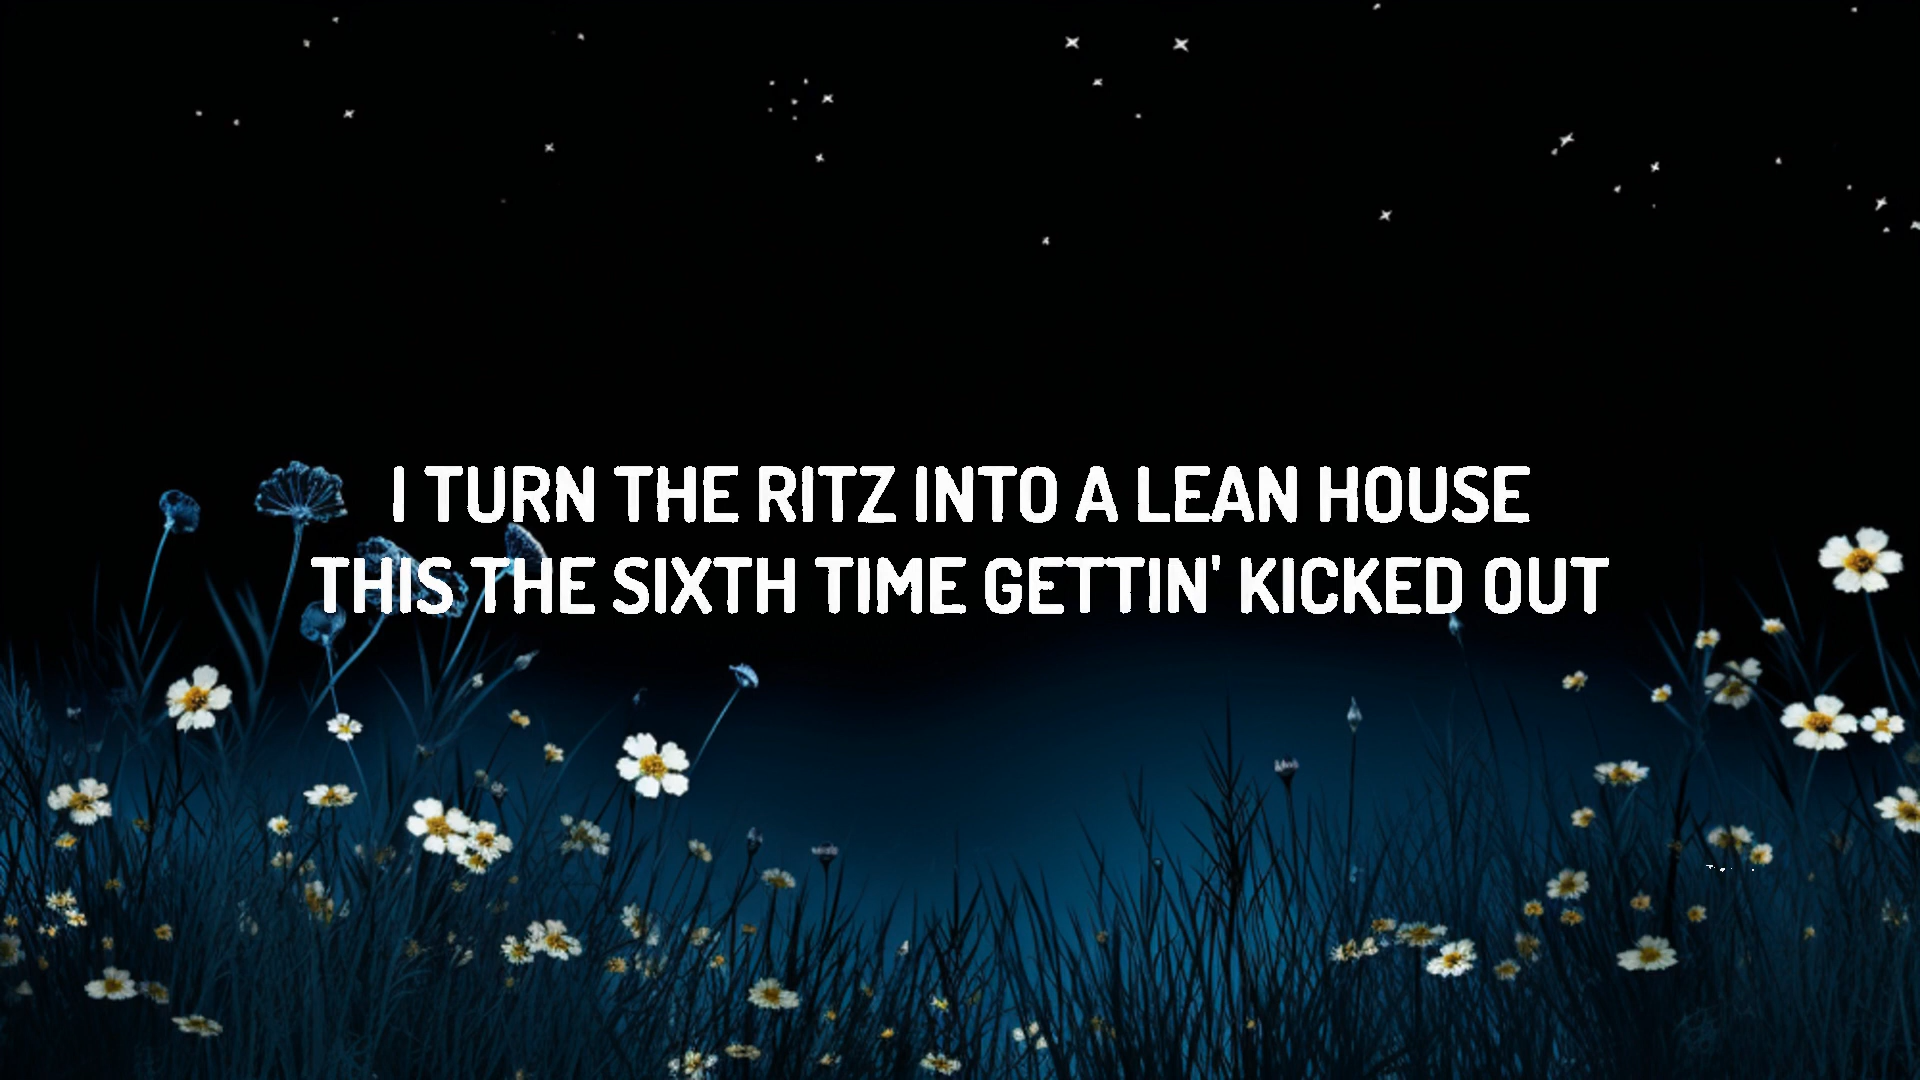 I TURN THE RITZ INTO A LEAN HOUSE
THIS THE SIXTH TIME GETTIN' KICKED OUT